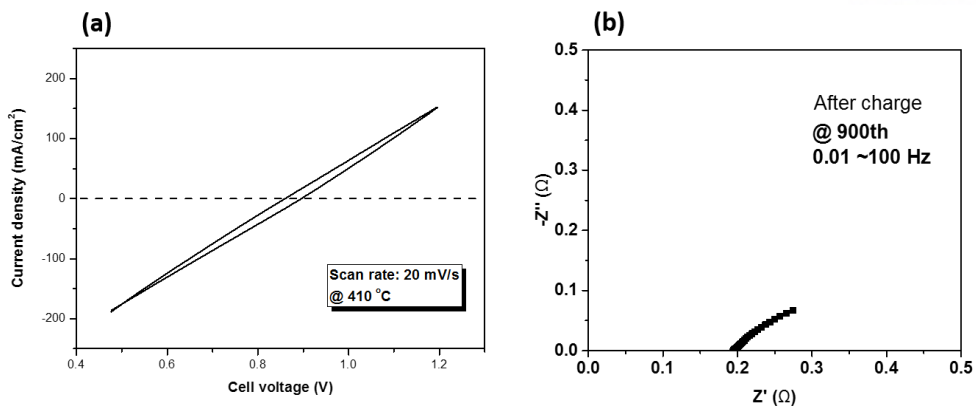 (a)
200
100
0
-100
-200
Current density (mA/cm²)
Scan rate: 20 mV/s
@ 410 °C
0.4 0.6 0.8 1.0 1.2
Cell voltage (V)
(b)
0.5
0.4
0.3
0.2
0.1
0.0
-Z'' (Ω)
After charge
@ 900th
0.01 ~100 Hz
0.0 0.1 0.2 0.3 0.4 0.5
Z' (Ω)